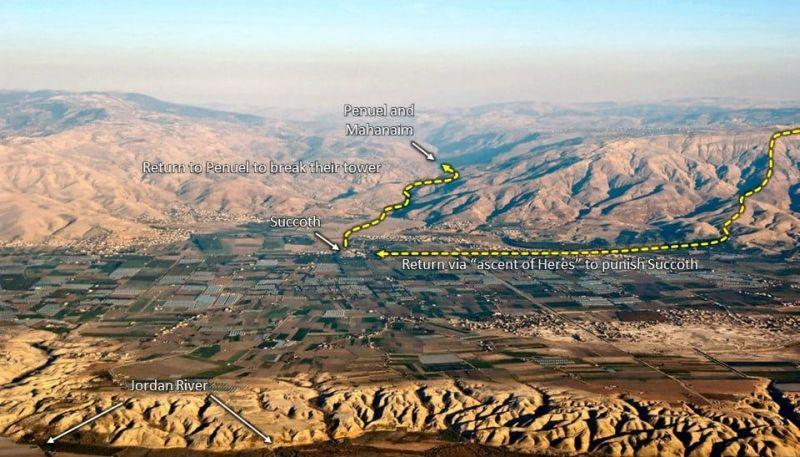 Penuel and
Mahanaim
Return to Penuel to break their tower
Succoth
Return via "ascent of Heres" to punish Succoth
Jordan River